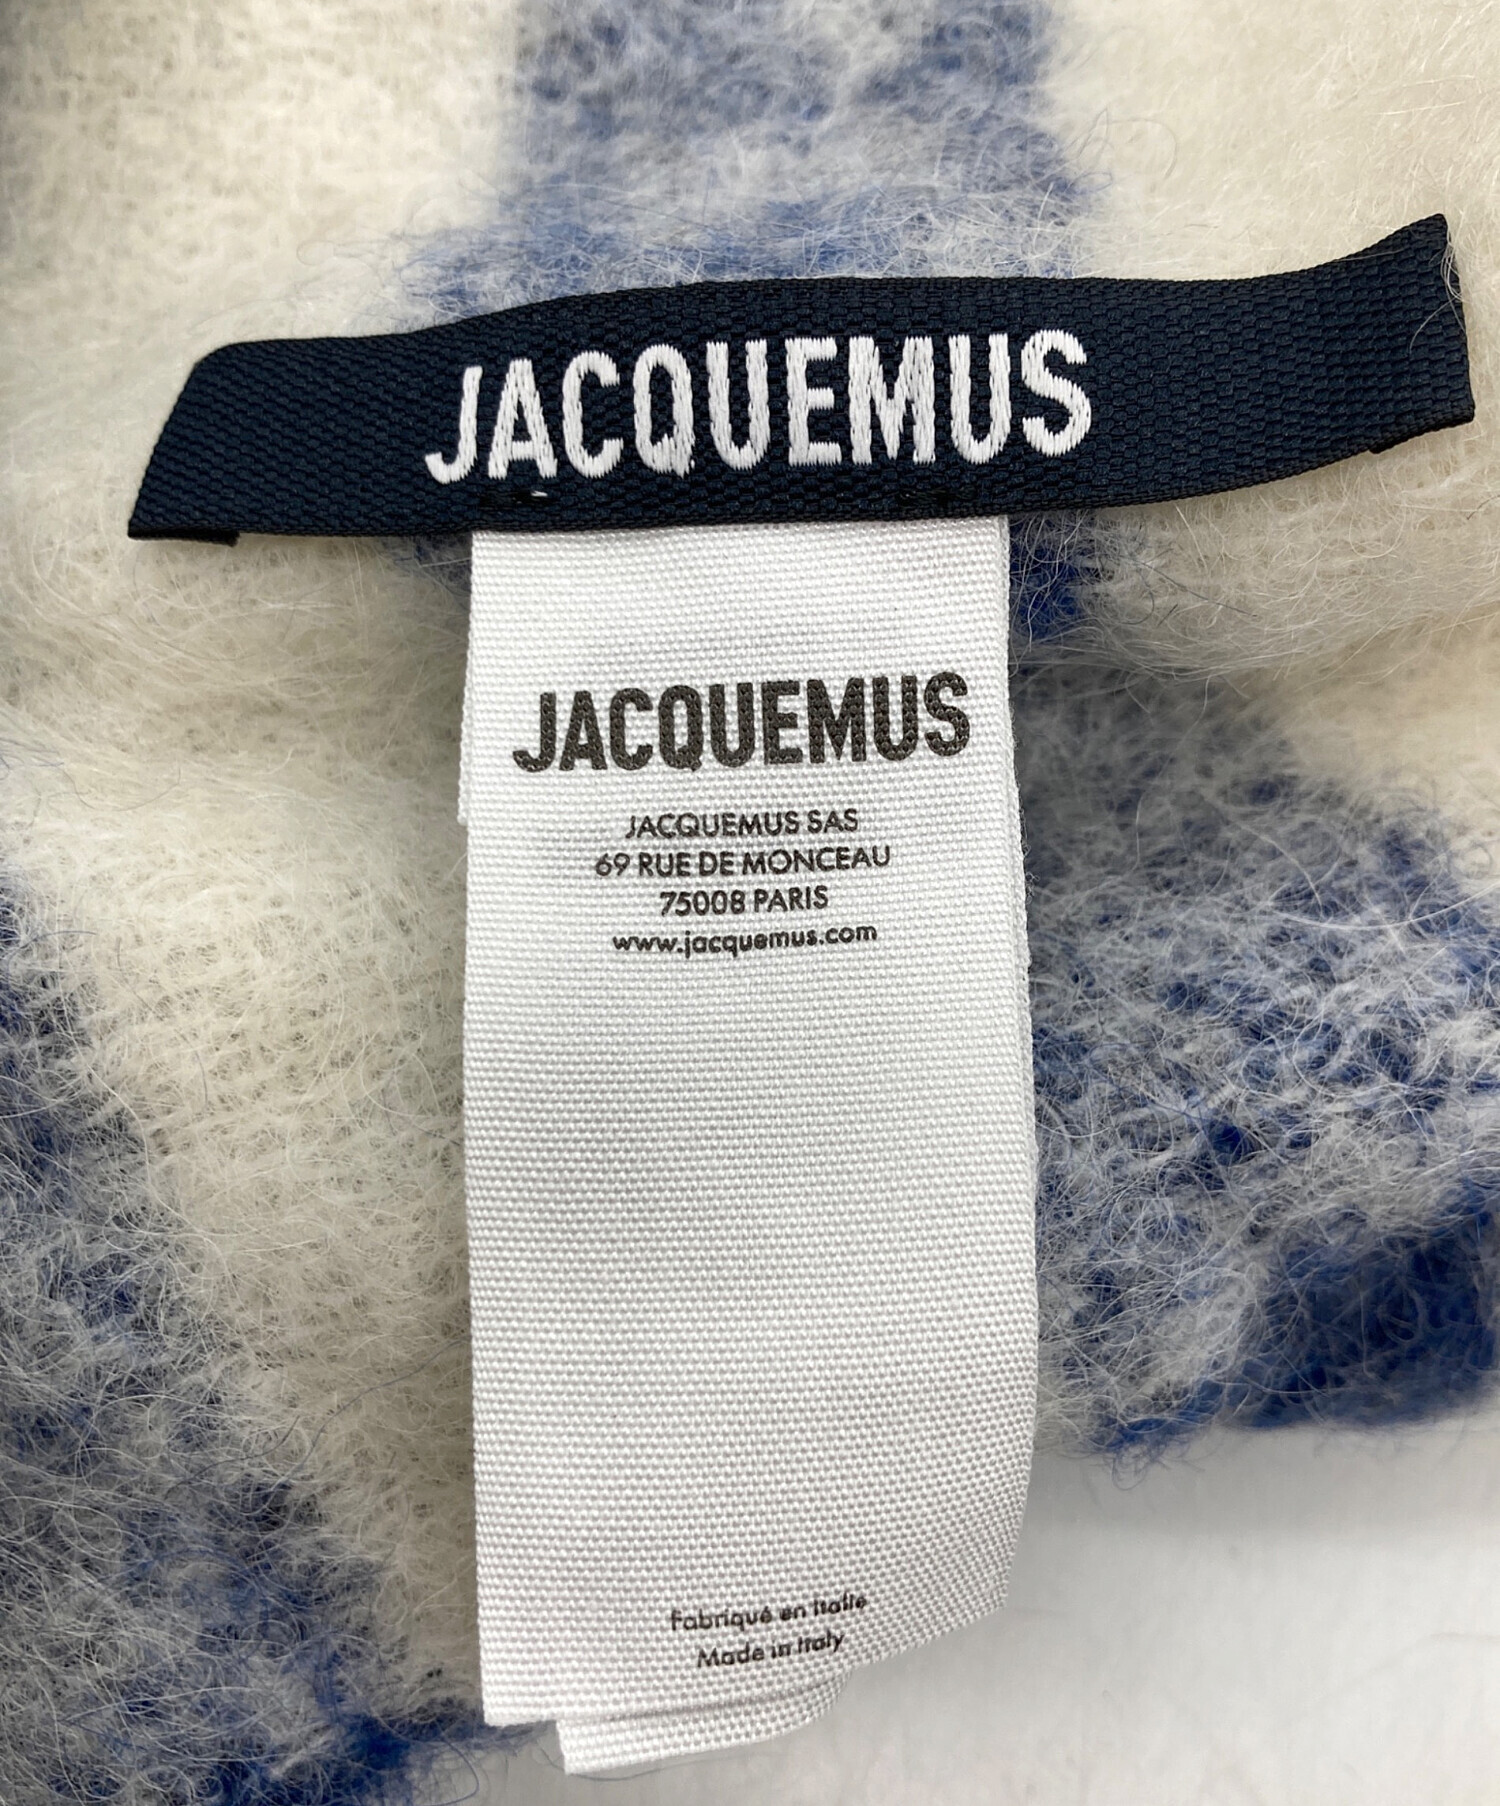 JACQUEMUS
JACQUEMUS
JACQUEMUS SAS
69 RUE DE MONCEAU
75008 PARIS
www.jacquemus.com
Fabriqué en Italie
Made in Italy